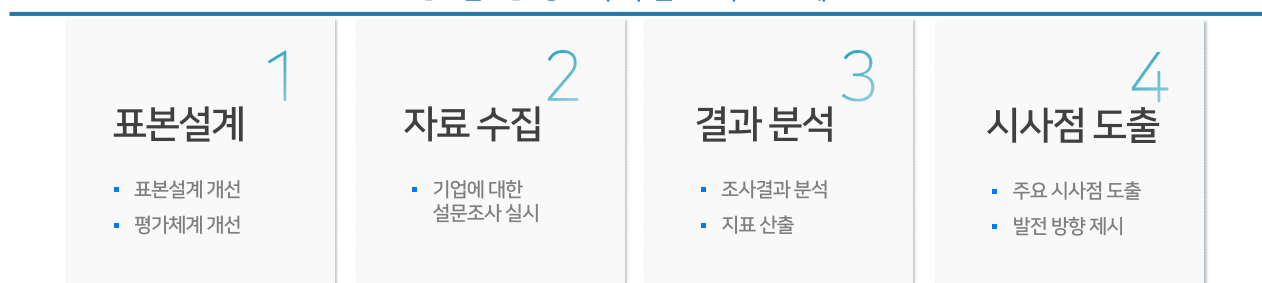 1
표본설계
표본설계 개선
평가체계 개선
2
자료 수집
기업에 대한
설문조사 실시
3
결과 분석
조사결과 분석
지표 산출
4
시사점 도출
주요 시사점 도출
발전 방향 제시